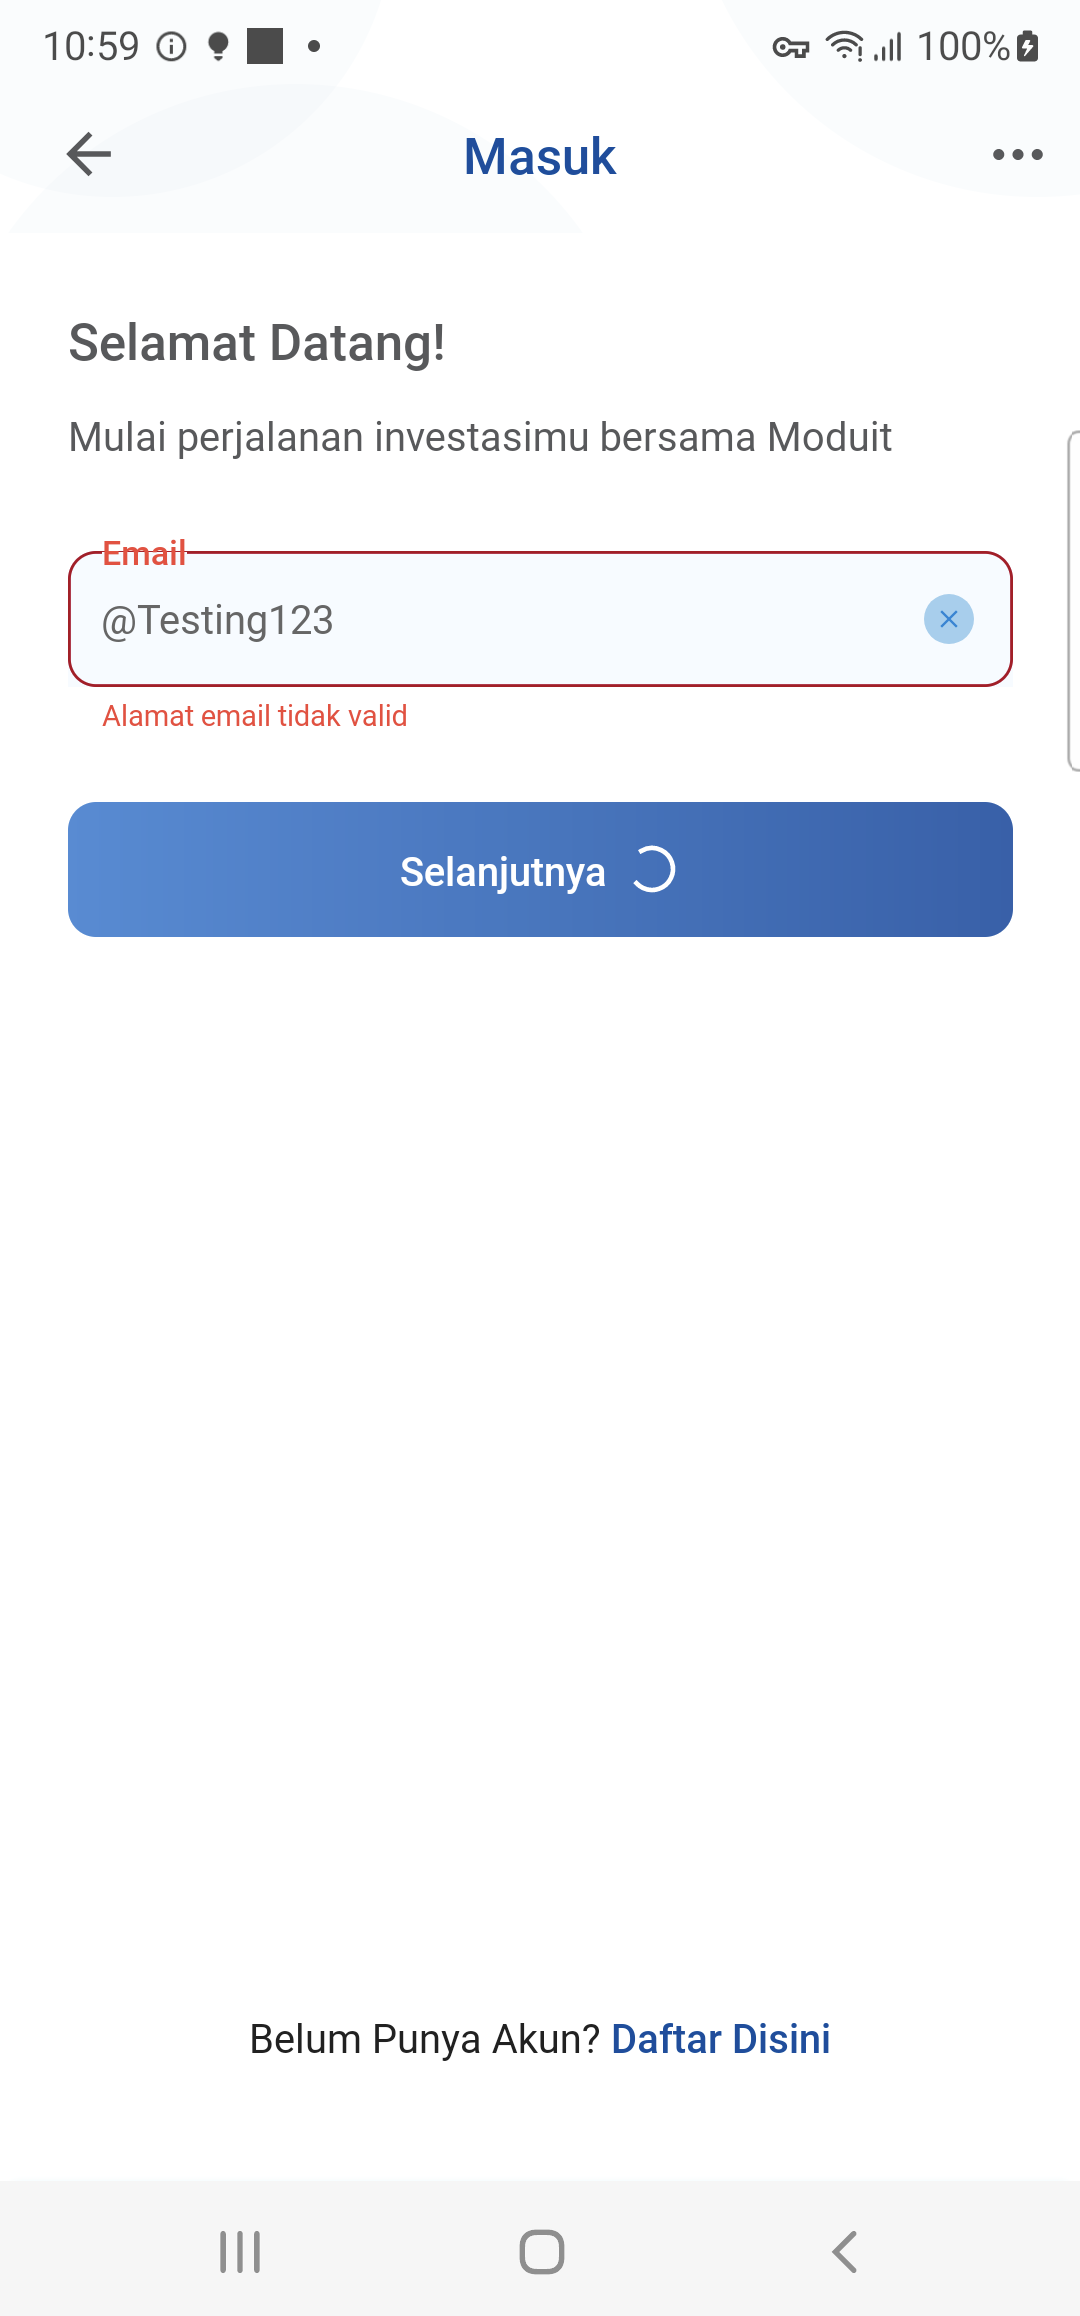 10:59
100%
Masuk
Selamat Datang!
Mulai perjalanan investasimu bersama Moduit
Email
@Testing123
Alamat email tidak valid
Selanjutnya
Belum Punya Akun? Daftar Disini